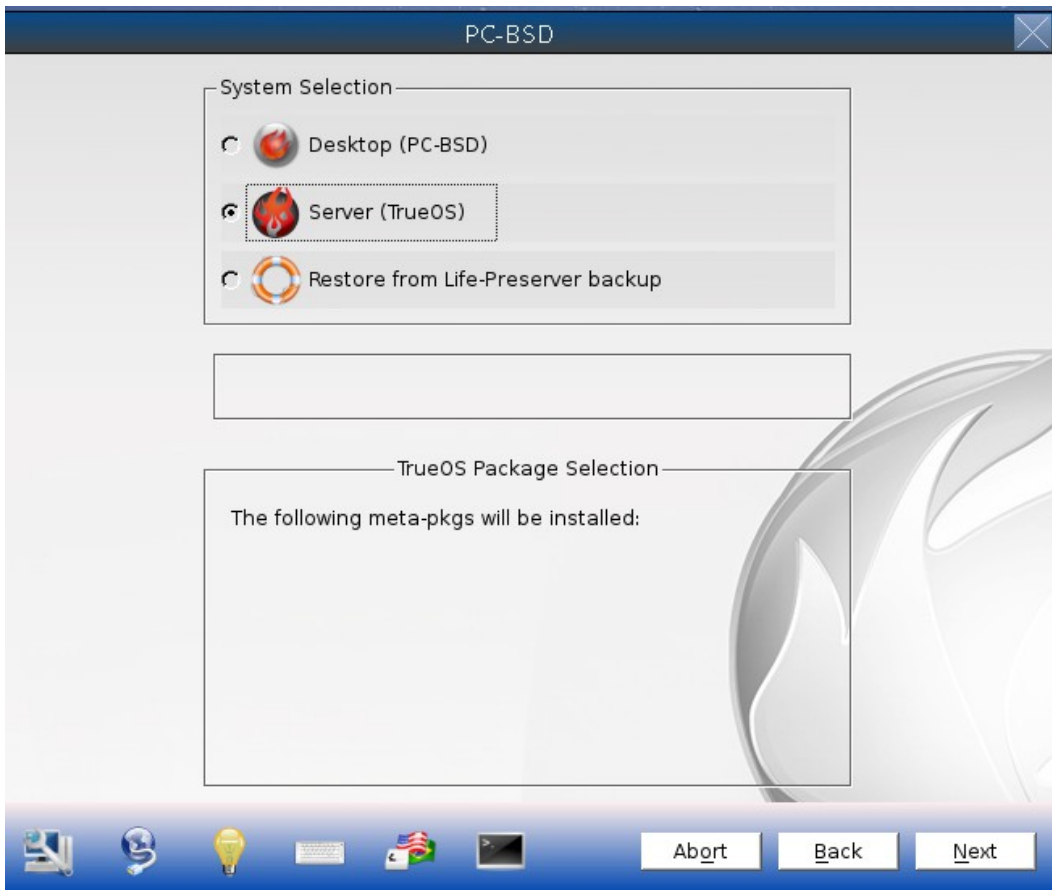 PC-BSD
System Selection
Desktop (PC-BSD)
Server (TrueOS)
Restore from Life-Preserver backup
TrueOS Package Selection
The following meta-pkgs will be installed:
Abort
Back
Next